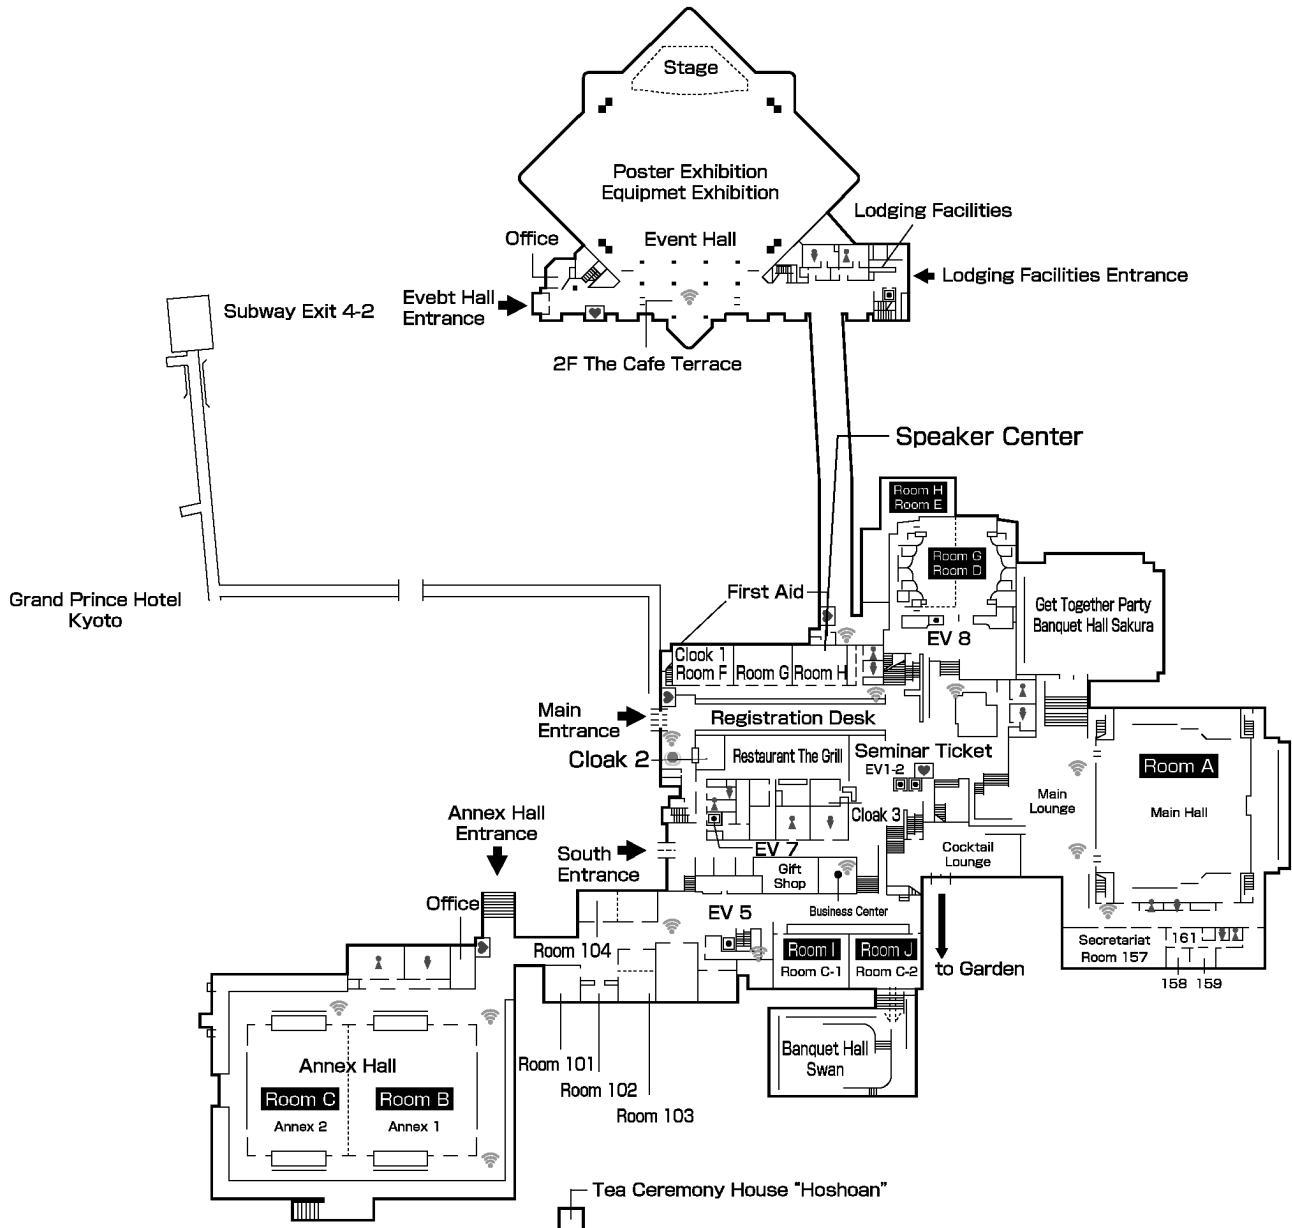 Stage
Poster Exhibition
Equipmet Exhibition
Lodging Facilities
Office
Event Hall
Lodging Facilities Entrance
Evebt Hall
Entrance
Subway Exit 4-2
2F The Cafe Terrace
Speaker Center
Room H
Room E
Room G
Room D
First Aid
Grand Prince Hotel
Kyoto
Get Together Party
Banquet Hall Sakura
EV 8
Clook 1
Room F
Room G
Room H
Main
Entrance
Registration Desk
Cloak 2
Restaurant The Grill
Seminar Ticket
EV1-2
Room A
Main
Lounge
Main Hall
Annex Hall
Entrance
Cloak 3
South
Entrance
EV 7
Cocktail
Lounge
Gift
Shop
Office
EV 5
Business Center
Room 104
Room I
Room J
Room C-1
Room C-2
to Garden
Secretariat
Room 157
161
158
159
Banquet Hall
Swan
Annex Hall
Room 101
Room 102
Room 103
Room C
Room B
Annex 2
Annex 1
Tea Ceremony House "Hoshoan"